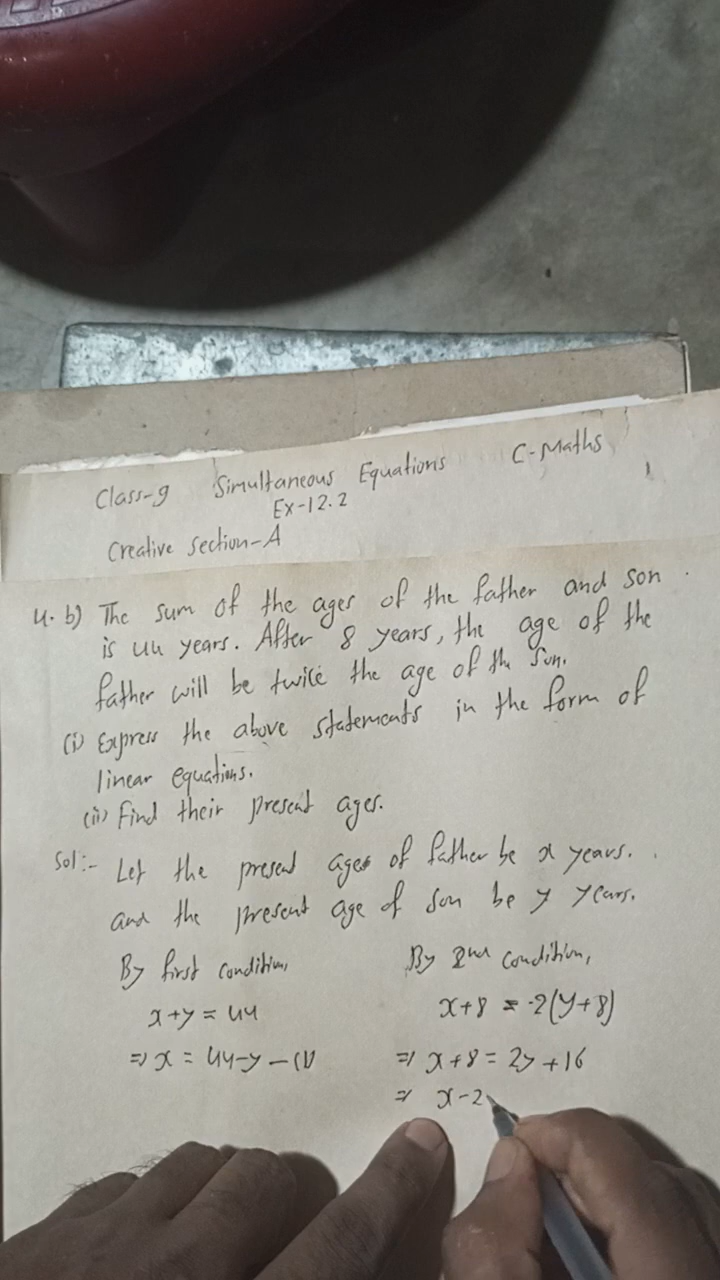 Class-9 Simultaneous Equations C-Maths
Ex-12.2
Creative section-A
4. b) The sum of the ages of the father and son
is 44 years. After 8 years, the age of the
father will be twice the age of the son.
(i) Express the above statements in the form of
linear equations.
(ii) Find their present ages.
Sol:- Let the present ages of father be x years.
and the present age of son be y years.
By first condition, By 2nd condition,
x+y = 44 x+8 = 2(y+8)
⇒ x = 44-y - (1) ⇒ x+8 = 2y+16
⇒ x-2